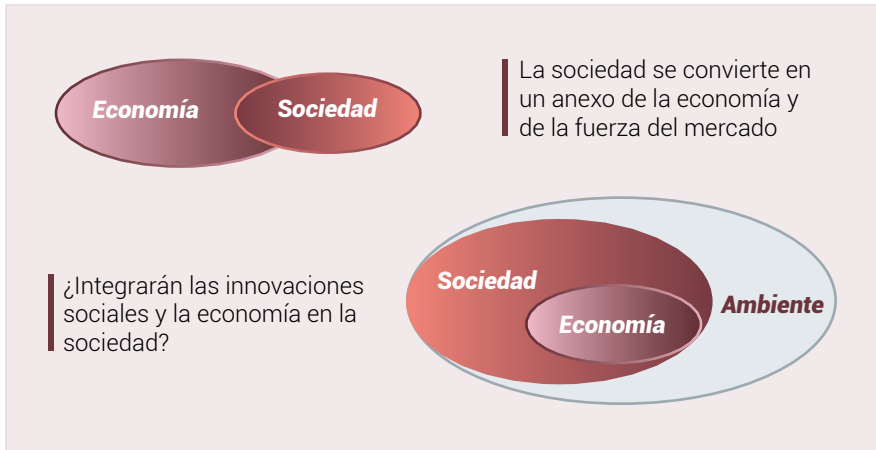 Economía
Sociedad
La sociedad se convierte en
un anexo de la economía y
de la fuerza del mercado
¿Integrarán las innovaciones
sociales y la economía en la
sociedad?
Sociedad
Economía
Ambiente